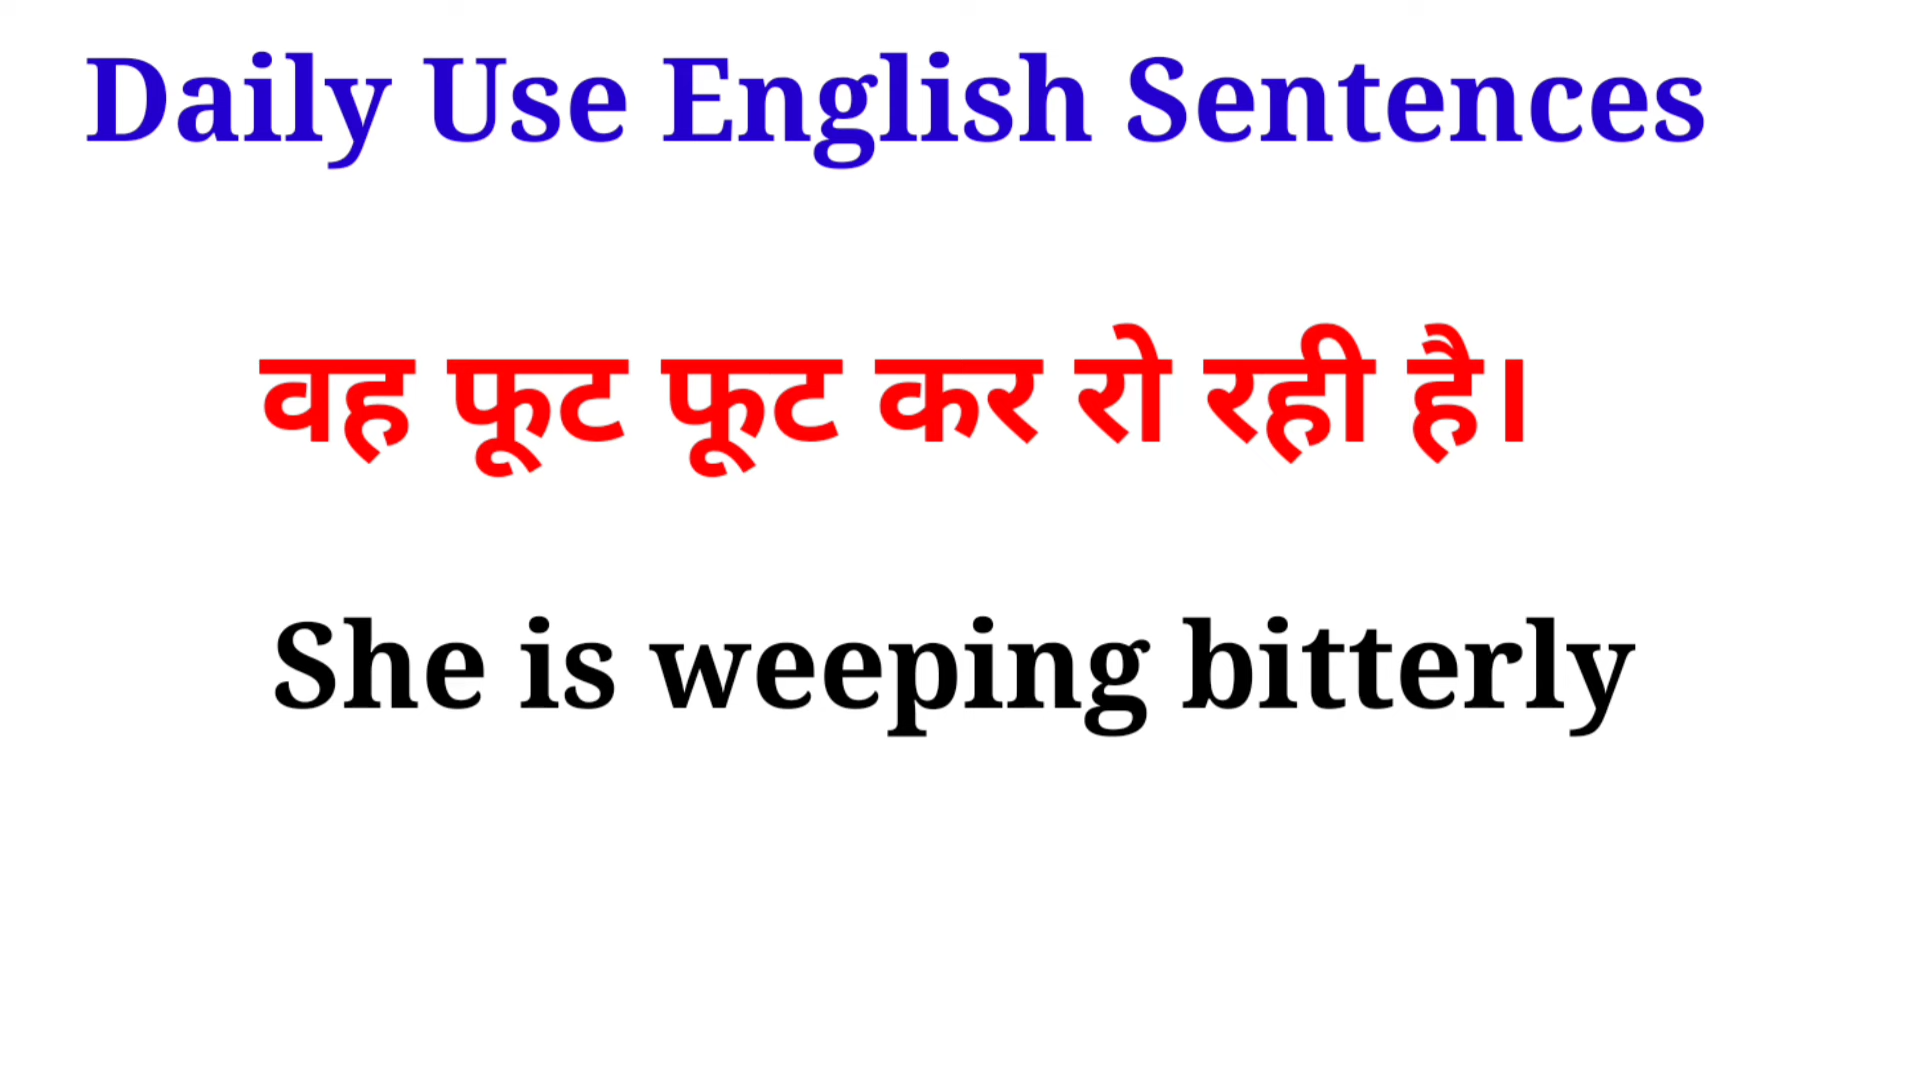 Daily Use English Sentences
वह फूट फूट कर रो रही है।
She is weeping bitterly